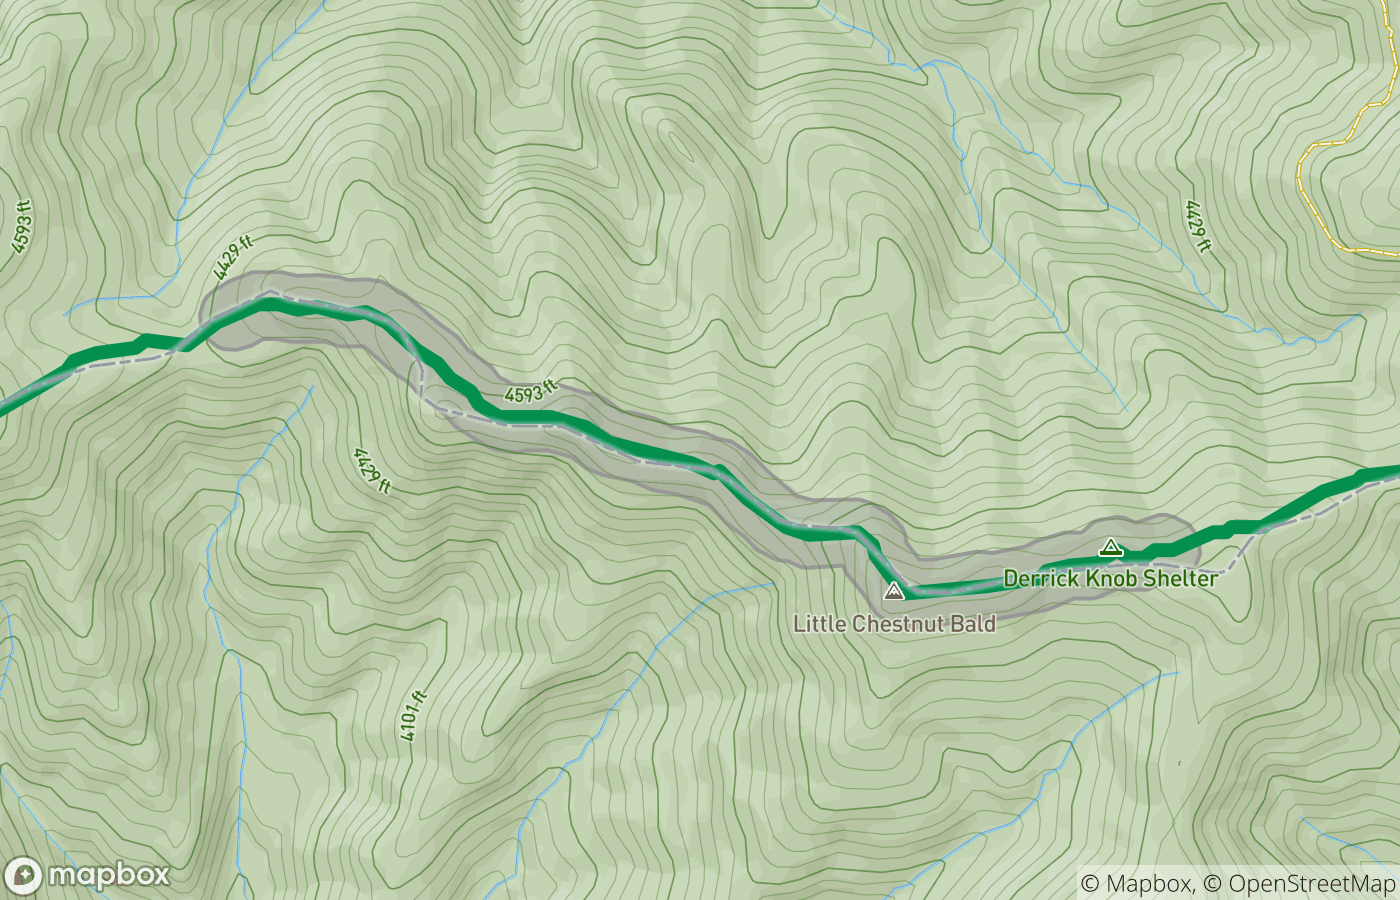 4593 ft
4429 ft
4429 ft
4593 ft
4429 ft
Derrick Knob Shelter
Little Chestnut Bald
4101 ft
mapbox
© Mapbox, © OpenStreetMap